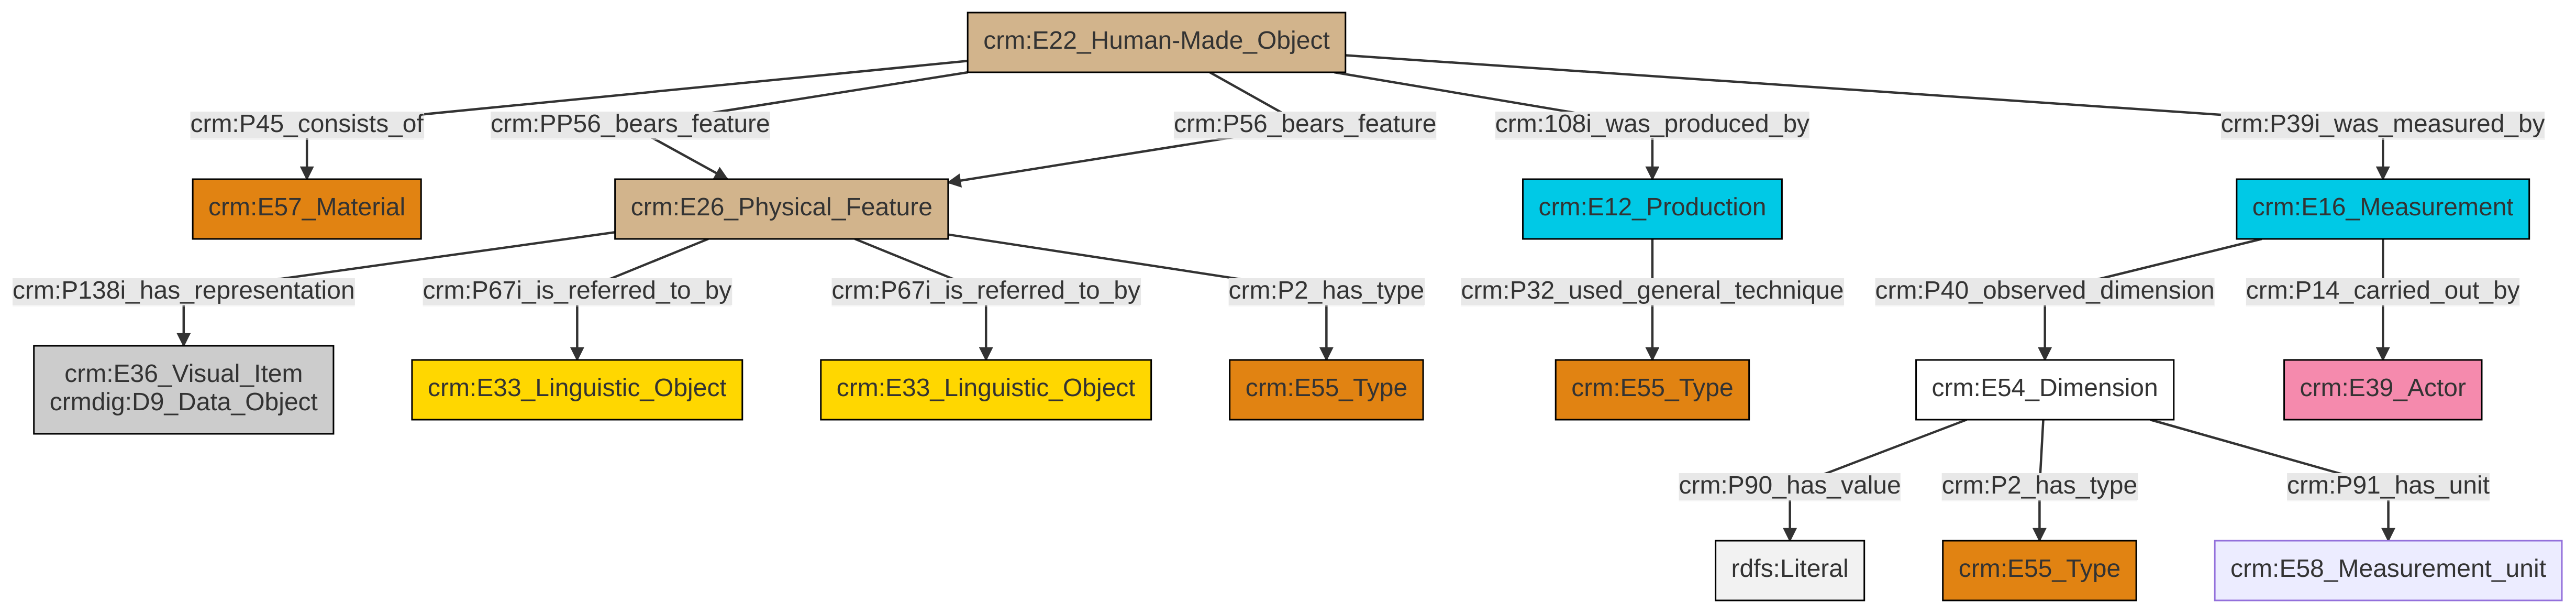 crm:E22_Human-Made_Object
crm:P45_consists_of
crm:PP56_bears_feature
crm:P56_bears_feature
crm:108i_was_produced_by
crm:P39i_was_measured_by
crm:E57_Material
crm:E26_Physical_Feature
crm:E12_Production
crm:E16_Measurement
crm:P138i_has_representation
crm:P67i_is_referred_to_by
crm:P67i_is_referred_to_by
crm:P2_has_type
crm:P32_used_general_technique
crm:P40_observed_dimension
crm:P14_carried_out_by
crm:E36_Visual_Item
crmdig:D9_Data_Object
crm:E33_Linguistic_Object
crm:E33_Linguistic_Object
crm:E55_Type
crm:E55_Type
crm:E54_Dimension
crm:E39_Actor
crm:P90_has_value
crm:P2_has_type
crm:P91_has_unit
rdfs:Literal
crm:E55_Type
crm:E58_Measurement_unit